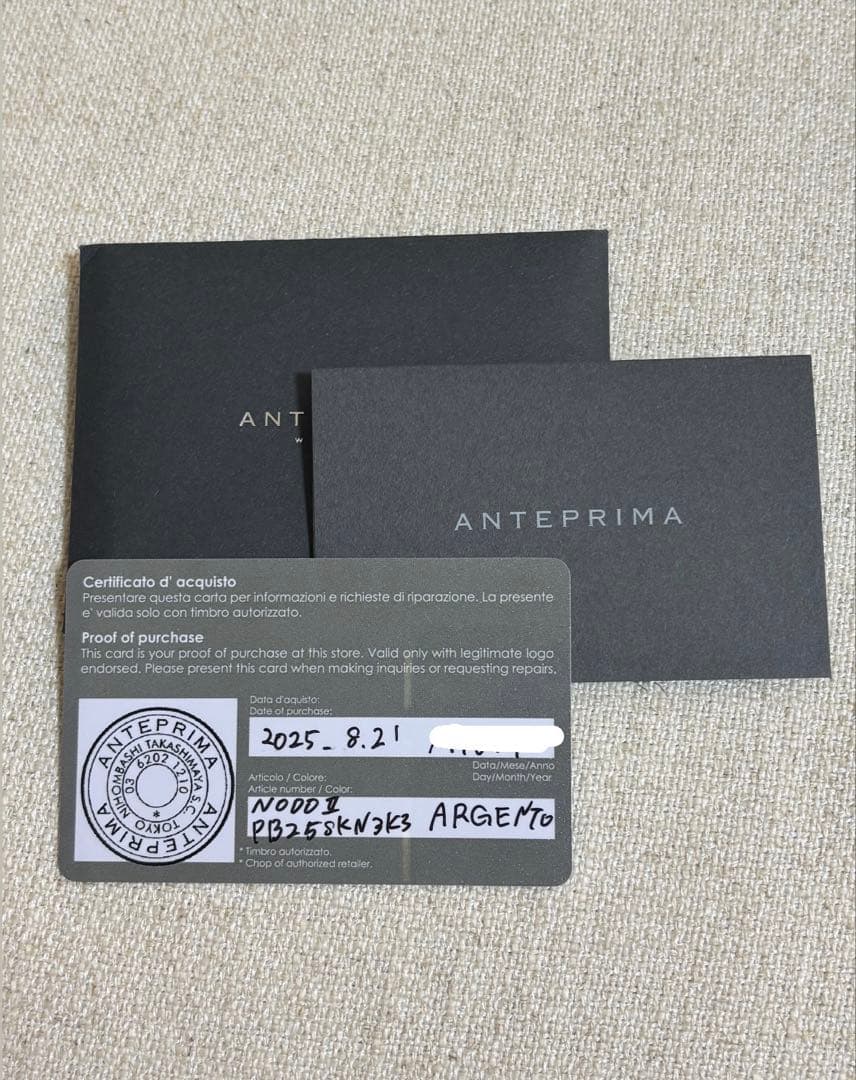 ANT
W
ANTEPRIMA
Certificato d' acquisto
Presentare questa carta per informazioni e richieste di riparazione. La presente
e' valida solo con timbro autorizzato.
Proof of purchase
This card is your proof of purchase at this store. Valid only with legitimate logo
endorsed. Please present this card when making inquiries or requesting repairs.
Data d'aquisto:
Date of purchase:
2025_ 8.21
Data/Mese/Anno
Day/Month/Year
Articolo / Colore:
Article number / Color:
NODO II
PB25SKN3K3 ARGENTO
* Timbro autorizzato.
* Chop of authorized retailer.
ANTEPRIMA
ANTEPRIMA
TOKYO NIHOMBASHI TAKASHIMAYA S.C.
03 6202 1210
*